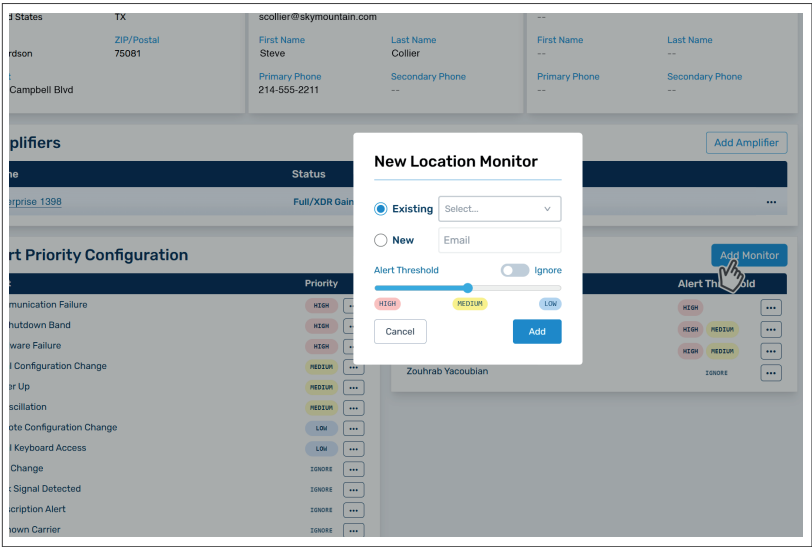 d States TX scollier@skymountain.com --
ZIP/Postal First Name Last Name First Name Last Name
rdson 75081 Steve Collier -- --
Primary Phone Secondary Phone Primary Phone Secondary Phone
Campbell Blvd 214-555-2211 -- -- --
plifiers Add Amplifier
New Location Monitor
ne Status
erprise 1398 Full/XDR Gain
Existing Select...
New Email
rt Priority Configuration Add Monitor
Alert Threshold Ignore
Priority Alert Th ld
munication Failure HIGH HIGH MEDIUM LOW HIGH
hutdown Band HIGH Cancel Add HIGH MEDIUM
ware Failure HIGH HIGH MEDIUM
l Configuration Change MEDIUM Zouhrab Yacoubian IGNORE
er Up MEDIUM
scillation MEDIUM
ote Configuration Change LOW
l Keyboard Access LOW
Change IGNORE
k Signal Detected IGNORE
scription Alert IGNORE
nown Carrier IGNORE